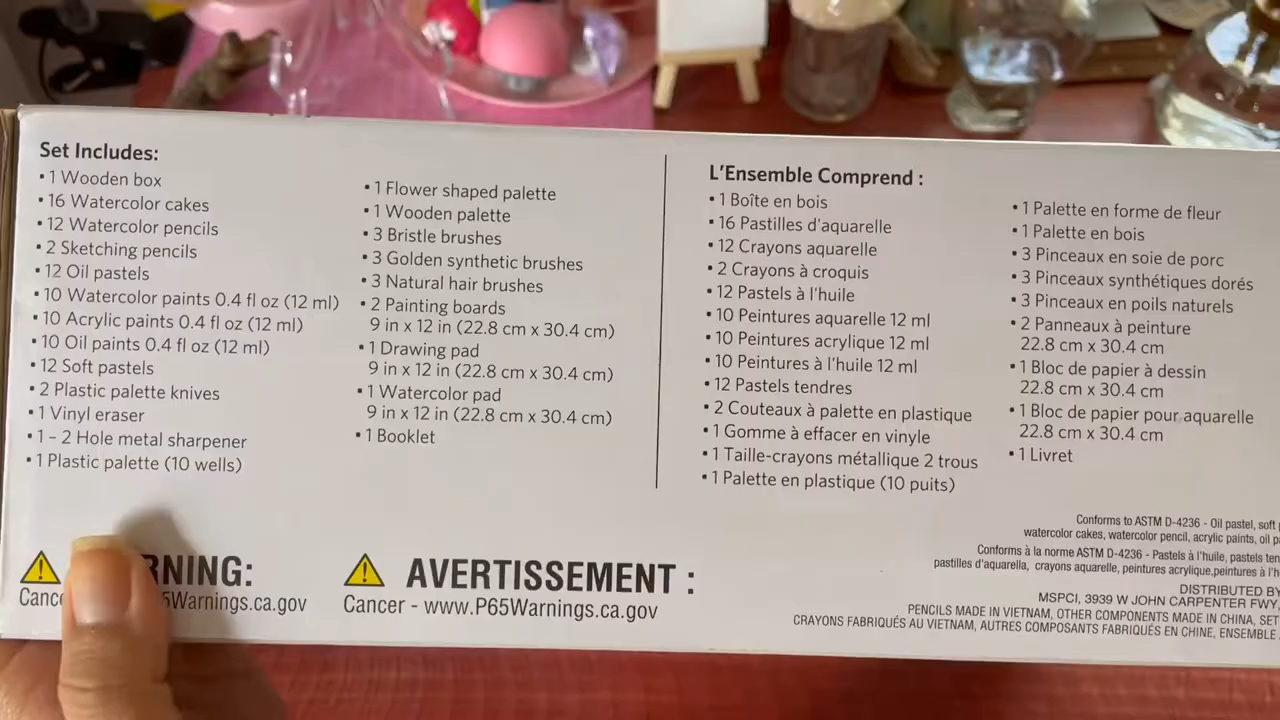 Set Includes:
• 1 Wooden box
• 16 Watercolor cakes
• 12 Watercolor pencils
• 2 Sketching pencils
• 12 Oil pastels
• 10 Watercolor paints 0.4 fl oz (12 ml)
• 10 Acrylic paints 0.4 fl oz (12 ml)
• 10 Oil paints 0.4 fl oz (12 ml)
• 12 Soft pastels
• 2 Plastic palette knives
• 1 Vinyl eraser
• 1 – 2 Hole metal sharpener
• 1 Plastic palette (10 wells)
• 1 Flower shaped palette
• 1 Wooden palette
• 3 Bristle brushes
• 3 Golden synthetic brushes
• 3 Natural hair brushes
• 2 Painting boards
9 in x 12 in (22.8 cm x 30.4 cm)
• 1 Drawing pad
9 in x 12 in (22.8 cm x 30.4 cm)
• 1 Watercolor pad
9 in x 12 in (22.8 cm x 30.4 cm)
• 1 Booklet
L'Ensemble Comprend :
• 1 Boîte en bois
• 16 Pastilles d'aquarelle
• 12 Crayons aquarelle
• 2 Crayons à croquis
• 12 Pastels à l'huile
• 10 Peintures aquarelle 12 ml
• 10 Peintures acrylique 12 ml
• 10 Peintures à l'huile 12 ml
• 12 Pastels tendres
• 2 Couteaux à palette en plastique
• 1 Gomme à effacer en vinyle
• 1 Taille-crayons métallique 2 trous
• 1 Palette en plastique (10 puits)
• 1 Palette en forme de fleur
• 1 Palette en bois
• 3 Pinceaux en soie de porc
• 3 Pinceaux synthétiques dorés
• 3 Pinceaux en poils naturels
• 2 Panneaux à peinture
22.8 cm x 30.4 cm
• 1 Bloc de papier à dessin
22.8 cm x 30.4 cm
• 1 Bloc de papier pour aquarelle
22.8 cm x 30.4 cm
• 1 Livret
RNING:
Canc 5Warnings.ca.gov
AVERTISSEMENT :
Cancer - www.P65Warnings.ca.gov
Conforms to ASTM D-4236 - Oil pastel, soft
watercolor cakes, watercolor pencil, acrylic paints, oil
Conforms à la norme ASTM D-4236 - Pastels à l'huile, pastels
pastilles d'aquarella, crayons aquarelle, peintures acrylique,peintures à
DISTRIBUTED BY
MSPCI, 3939 W JOHN CARPENTER FWY
PENCILS MADE IN VIETNAM, OTHER COMPONENTS MADE IN CHINA, SET
CRAYONS FABRIQUÉS AU VIETNAM, AUTRES COMPOSANTS FABRIQUÉS EN CHINE, ENSEMBLE